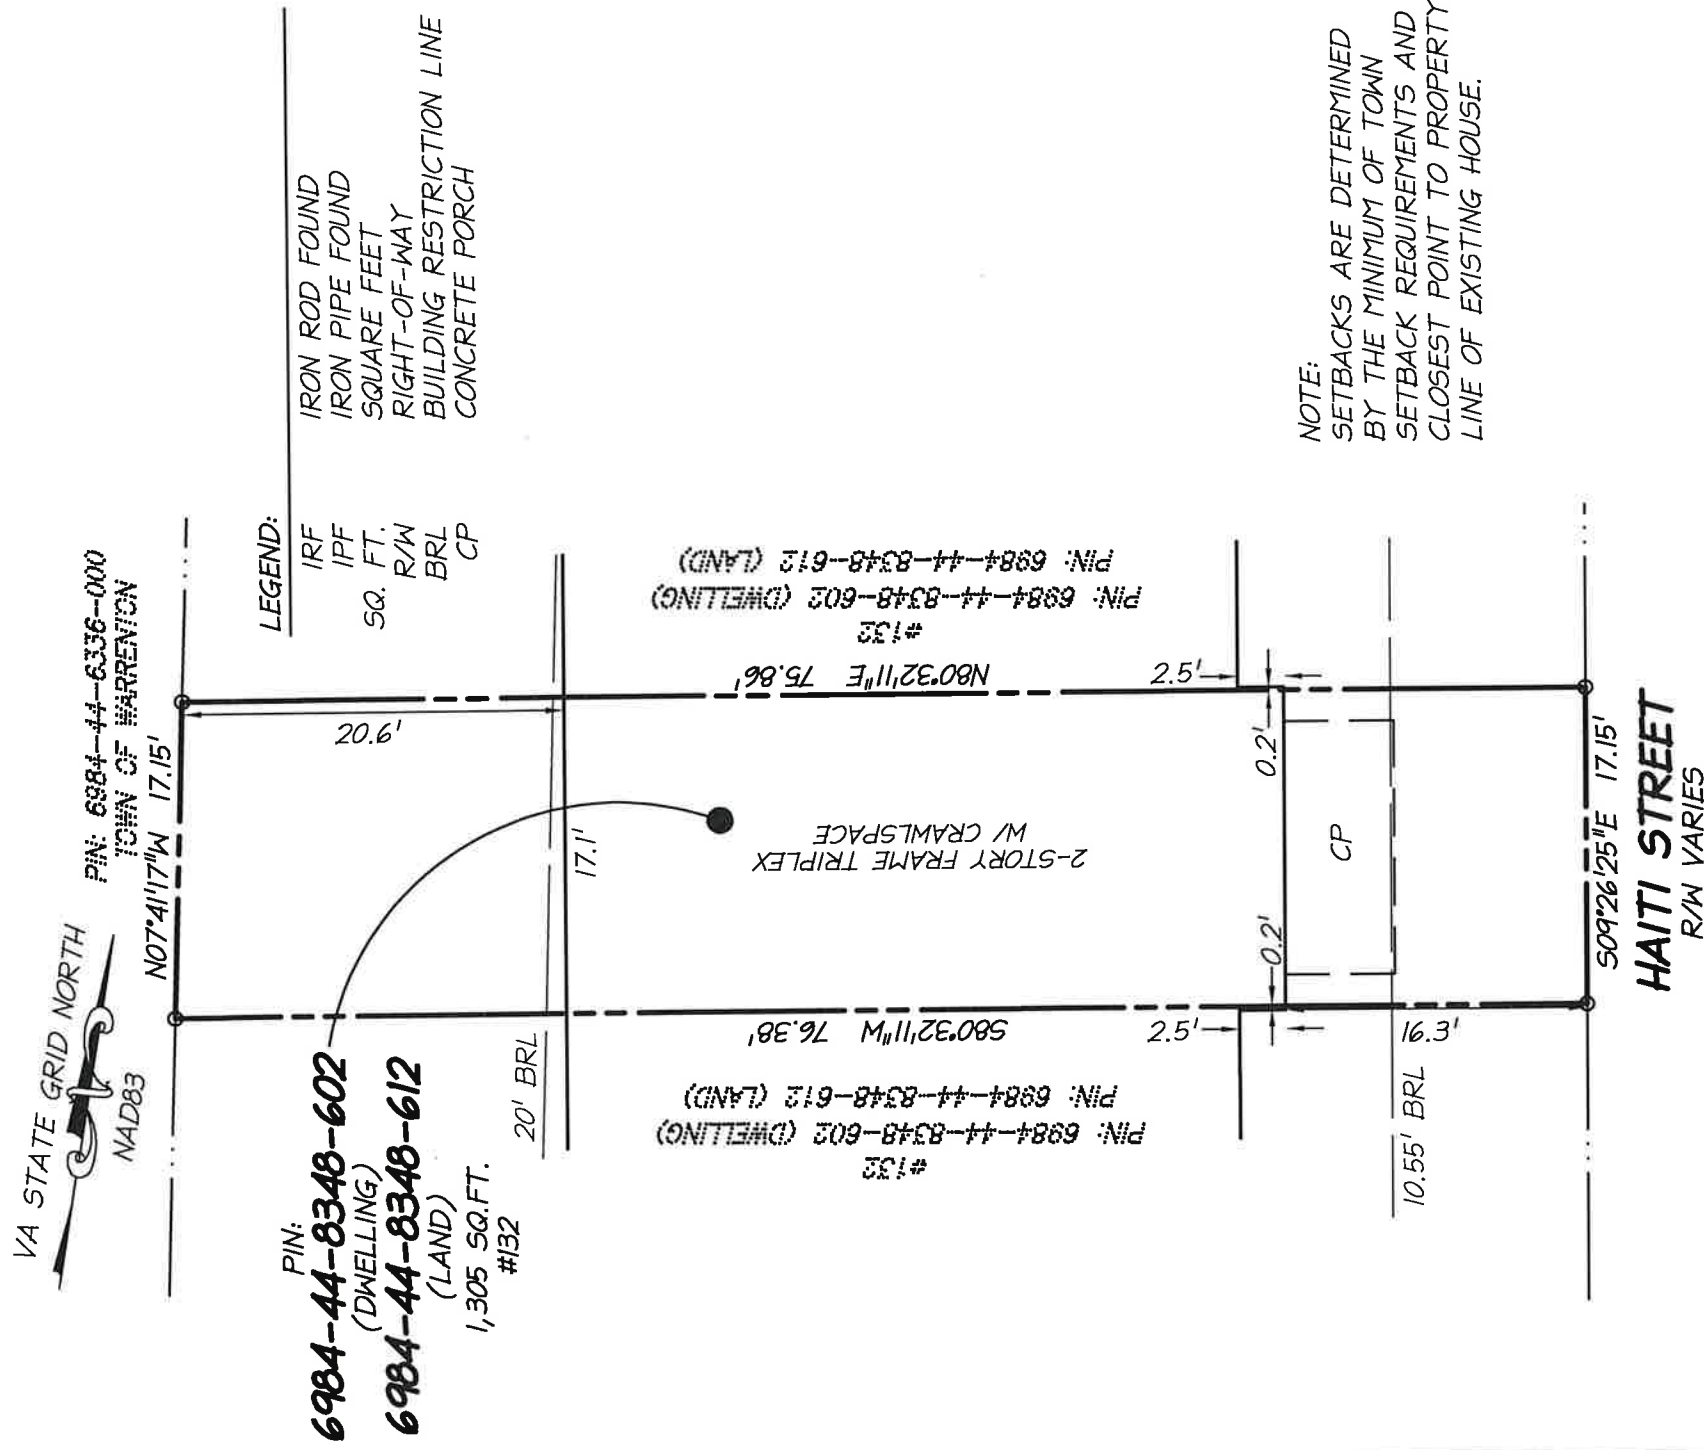 VA STATE GRID NORTH
NAD83
PIN: 6984-44-6336-000
TOWN OF WARRENTON
N07°41'17"W 17.15'
LEGEND:
IRF IRON ROD FOUND
IPF IRON PIPE FOUND
SQ. FT. SQUARE FEET
R/W RIGHT-OF-WAY
BRL BUILDING RESTRICTION LINE
CP CONCRETE PORCH
PIN:
6984-44-8348-602
(DWELLING)
6984-44-8348-612
(LAND)
1,305 SQ.FT.
#132
20' BRL
20.6'
17.1'
2-STORY FRAME TRIPLEX
W/ CRAWLSPACE
N80°32'11"E 75.86'
#132
PIN: 6984-44-8348-602 (DWELLING)
PIN: 6984-44-8348-612 (LAND)
S80°32'11"W 76.38'
#132
PIN: 6984-44-8348-602 (DWELLING)
PIN: 6984-44-8348-612 (LAND)
2.5'
0.2'
2.5'
0.2'
CP
16.3'
10.55' BRL
S09°26'25"E 17.15'
HAITI STREET
R/W VARIES
NOTE:
SETBACKS ARE DETERMINED
BY THE MINIMUM OF TOWN
SETBACK REQUIREMENTS AND
CLOSEST POINT TO PROPERTY
LINE OF EXISTING HOUSE.